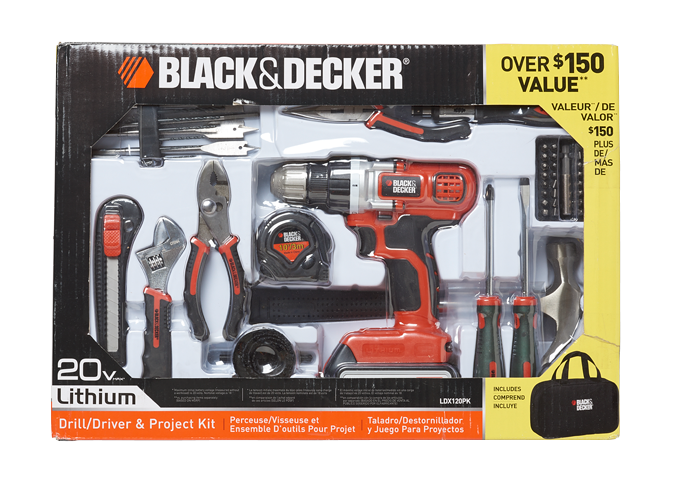 BLACK&DECKER®
OVER $150
VALUE**
VALEUR**/DE
VALOR**
$150
PLUS
DE/
MÁS
DE
BLACK&
DECKER
BLACK&
DECKER
20V MAX*
Lithium
LDX120PK
Drill/Driver & Project Kit
Perceuse/Visseuse et
Ensemble D'outils Pour Projet
Taladro/Destornillador
y Juego Para Proyectos
INCLUDES
COMPREND
INCLUYE
BLACK&
DECKER